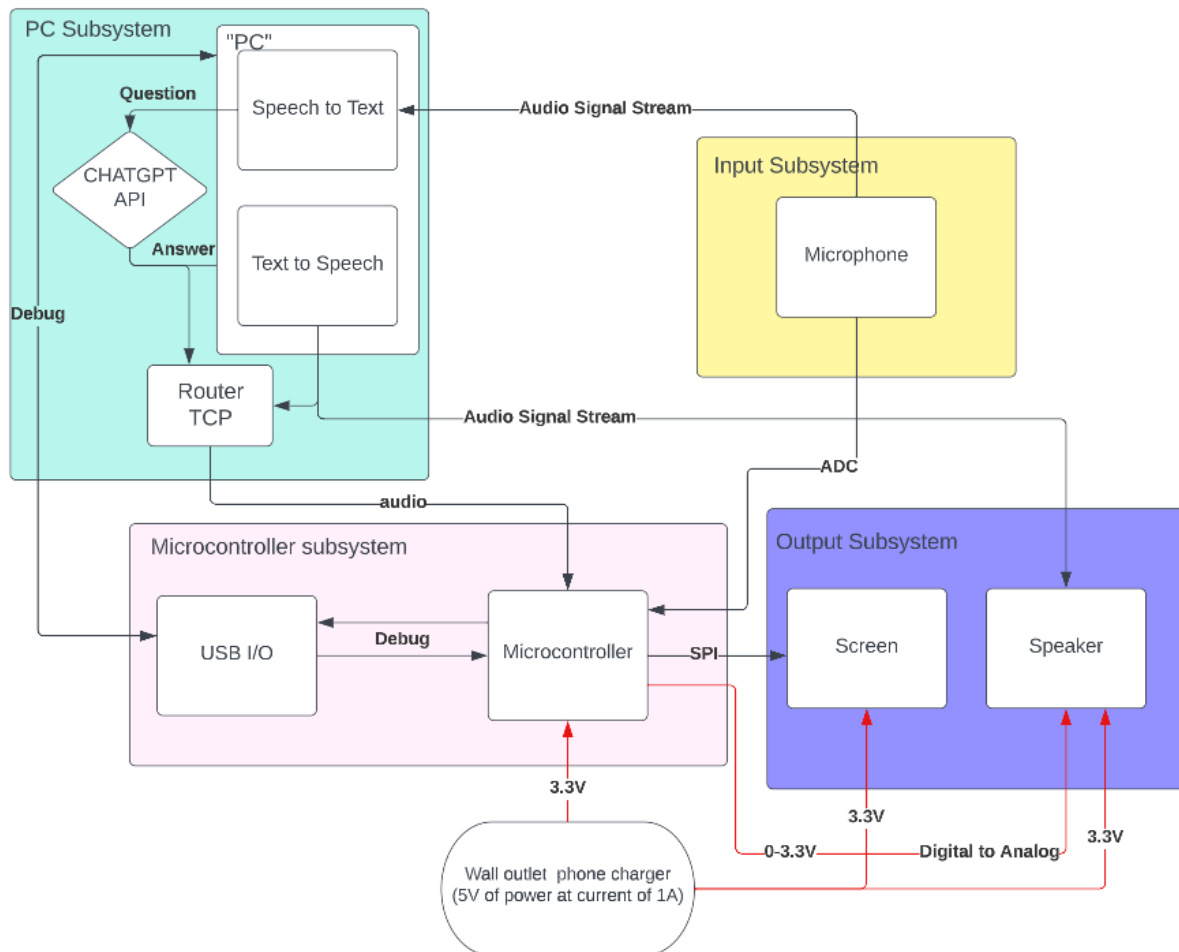 PC Subsystem
"PC"
Question
Speech to Text
Audio Signal Stream
Input Subsystem
CHATGPT
API
Microphone
Answer
Text to Speech
Debug
Router
TCP
Audio Signal Stream
ADC
audio
Microcontroller subsystem
Output Subsystem
USB I/O
Debug
Microcontroller
SPI
Screen
Speaker
3.3V
3.3V
3.3V
0-3.3V
Digital to Analog
Wall outlet phone charger
(5V of power at current of 1A)